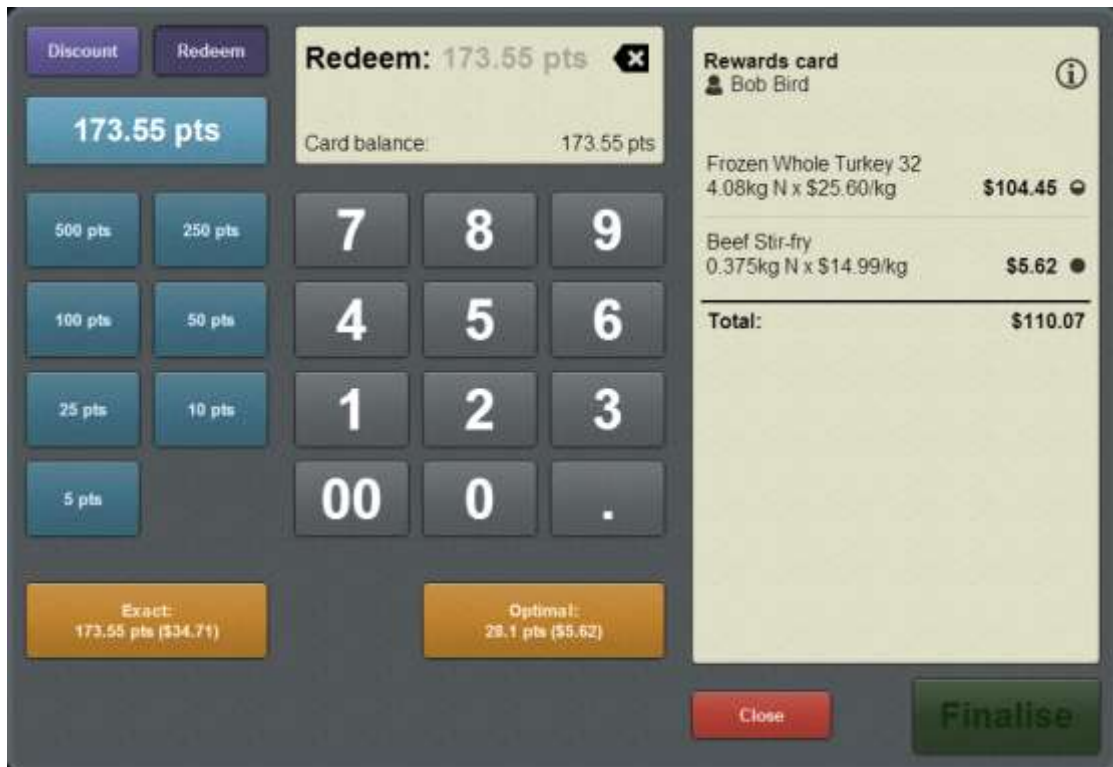 Discount
Redeem
173.55 pts
500 pts
250 pts
100 pts
50 pts
25 pts
10 pts
5 pts
Exact:
173.55 pts ($34.71)
Redeem: 173.55 pts
Card balance: 173.55 pts
7 8 9
4 5 6
1 2 3
00 0 .
Optimal:
28.1 pts ($5.62)
Rewards card
Bob Bird
Frozen Whole Turkey 32
4.08kg N x $25.60/kg $104.45
Beef Stir-fry
0.375kg N x $14.99/kg $5.62
Total: $110.07
Close
Finalise